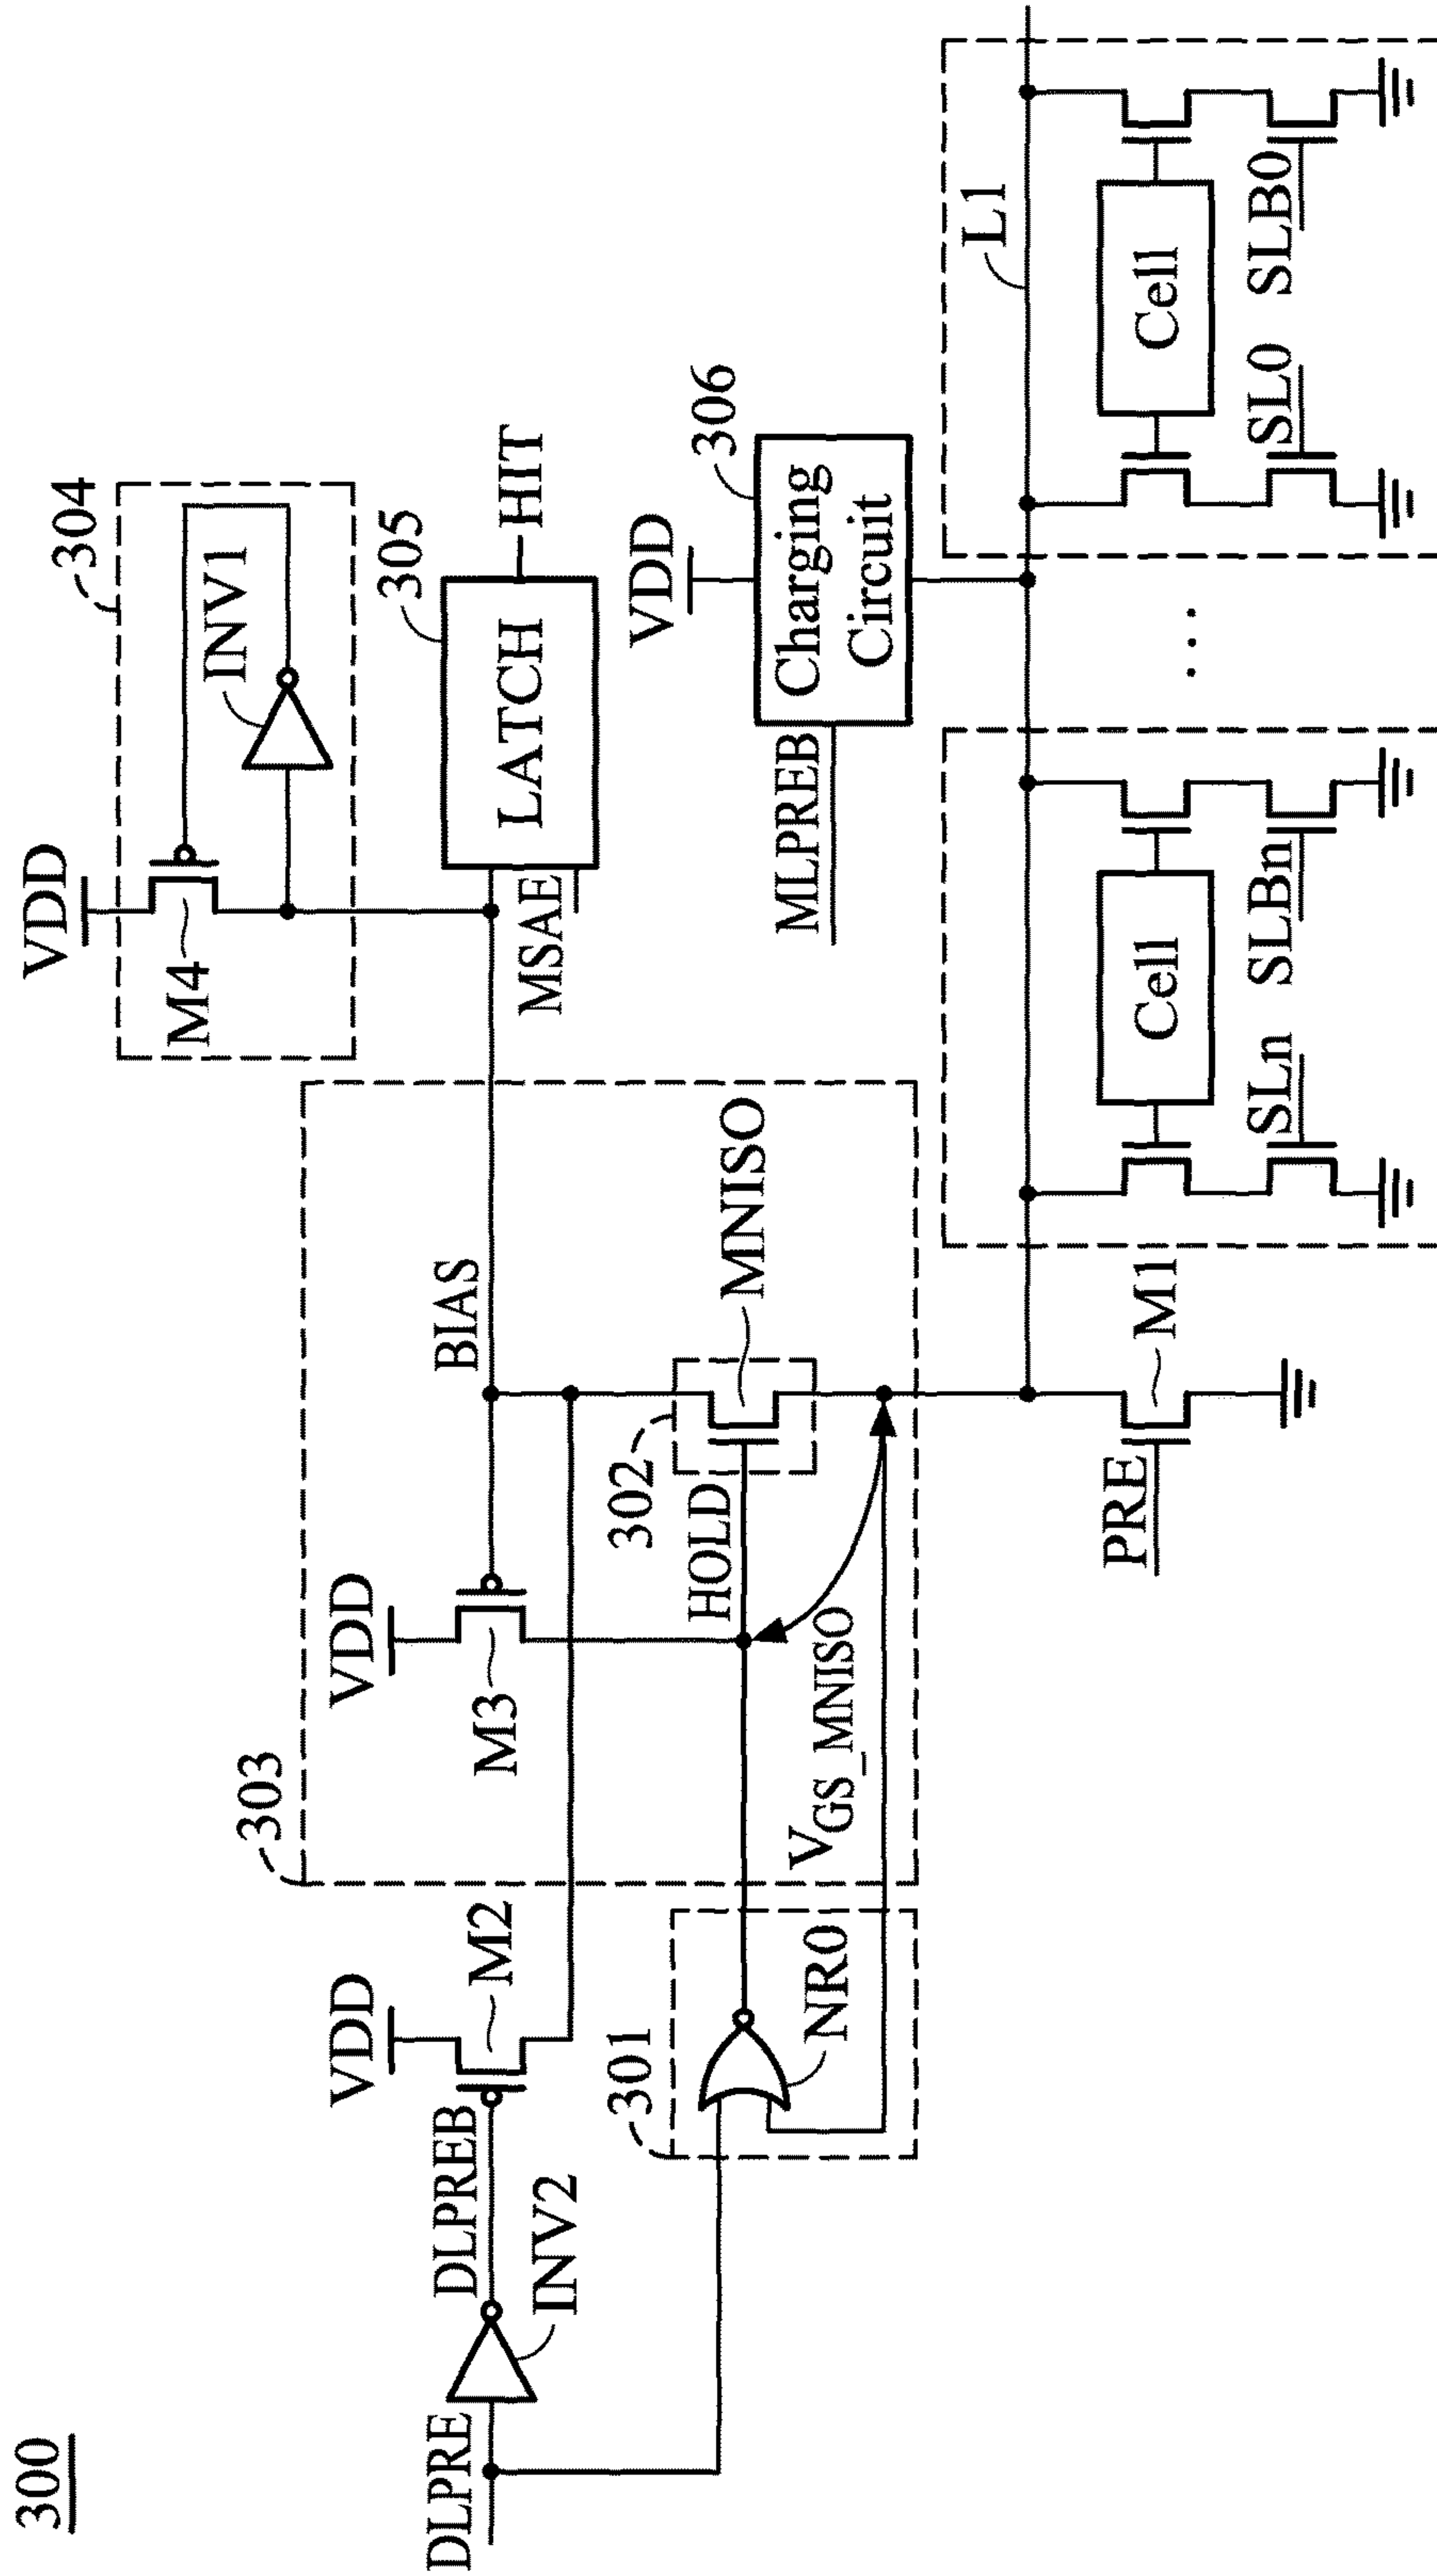 300
304
VDD
INV1
M4
305
LATCH
HIT
MSAE
303
VDD
M3
BIAS
302
MNISO
HOLD
V_GS_MNISO
VDD
M2
DLPREB
INV2
DLPRE
301
NR0
306
VDD
Charging
Circuit
MLPREB
L1
Cell
SLn
SLBn
...
Cell
SL0
SLB0
PRE
M1